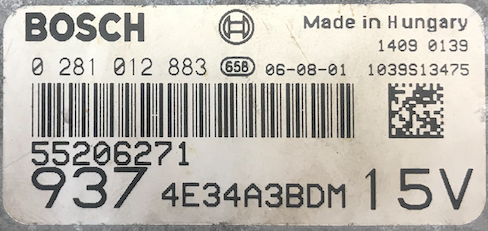 BOSCH Made in Hungary
1409 0139
0 281 012 883 65B 06-08-01 1039S13475
55206271
937 4E34A3BDM 15V